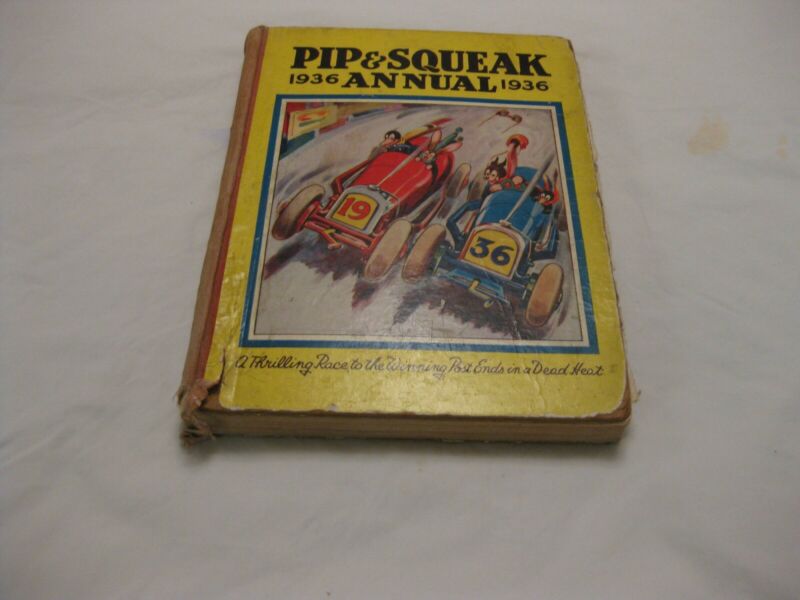 PIP & SQUEAK
1936 ANNUAL 1936
19
36
A Thrilling Race to the Winning Post Ends in a Dead Heat